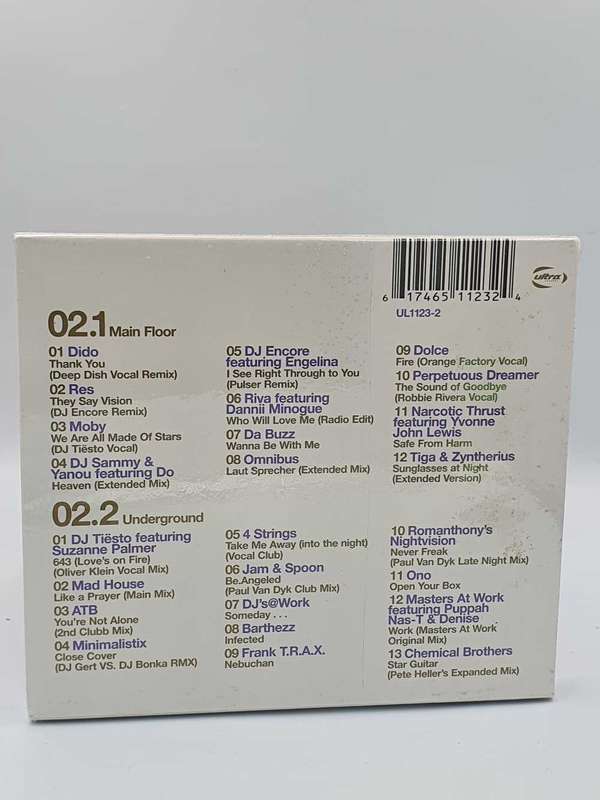 6 17465 11232 4
ultra
UL1123-2
02.1 Main Floor
01 Dido
Thank You
(Deep Dish Vocal Remix)
02 Res
They Say Vision
(DJ Encore Remix)
03 Moby
We Are All Made Of Stars
(DJ Tiësto Vocal)
04 DJ Sammy &
Yanou featuring Do
Heaven (Extended Mix)
05 DJ Encore
featuring Engelina
I See Right Through to You
(Pulser Remix)
06 Riva featuring
Dannii Minogue
Who Will Love Me (Radio Edit)
07 Da Buzz
Wanna Be With Me
08 Omnibus
Laut Sprecher (Extended Mix)
09 Dolce
Fire (Orange Factory Vocal)
10 Perpetuous Dreamer
The Sound of Goodbye
(Robbie Rivera Vocal)
11 Narcotic Thrust
featuring Yvonne
John Lewis
Safe From Harm
12 Tiga & Zyntherius
Sunglasses at Night
(Extended Version)
02.2 Underground
01 DJ Tiësto featuring
Suzanne Palmer
643 (Love's on Fire)
(Oliver Klein Vocal Mix)
02 Mad House
Like a Prayer (Main Mix)
03 ATB
You're Not Alone
(2nd Clubb Mix)
04 Minimalistix
Close Cover
(DJ Gert VS. DJ Bonka RMX)
05 4 Strings
Take Me Away (into the night)
(Vocal Club)
06 Jam & Spoon
Be.Angeled
(Paul Van Dyk Club Mix)
07 DJ's@Work
Someday . . .
08 Barthezz
Infected
09 Frank T.R.A.X.
Nebuchan
10 Romanthony's
Nightvision
Never Freak
(Paul Van Dyk Late Night Mix)
11 Ono
Open Your Box
12 Masters At Work
featuring Puppah
Nas-T & Denise
Work (Masters At Work
Original Mix)
13 Chemical Brothers
Star Guitar
(Pete Heller's Expanded Mix)